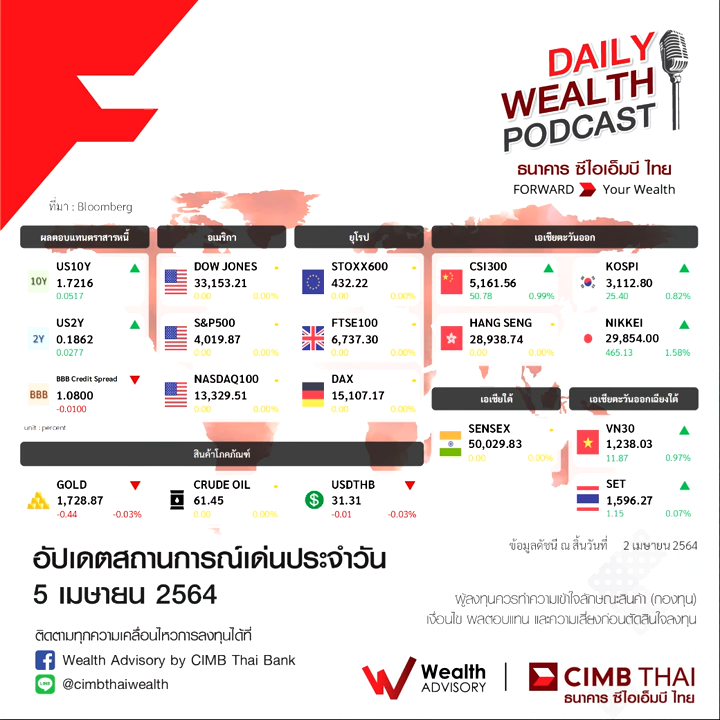 DAILY
WEALTH
PODCAST
ธนาคาร ซีไอเอ็มบี ไทย
FORWARD Your Wealth
ที่มา : Bloomberg
ผลตอบแทนตราสารหนี้
10Y
US10Y
1.7216
0.0517
2Y
US2Y
0.1862
0.0277
BBB
BBB Credit Spread
1.0800
-0.0100
unit : percent
อเมริกา
DOW JONES
33,153.21
0.00 0.00%
S&P500
4,019.87
0.00 0.00%
NASDAQ100
13,329.51
0.00 0.00%
ยุโรป
STOXX600
432.22
0.00 0.00%
FTSE100
6,737.30
0.00 0.00%
DAX
15,107.17
0.00 0.00%
เอเชียตะวันออก
CSI300
5,161.56
50.78 0.99%
KOSPI
3,112.80
25.40 0.82%
HANG SENG
28,938.74
0.00 0.00%
NIKKEI
29,854.00
465.13 1.58%
เอเชียใต้
SENSEX
50,029.83
0.00 0.00%
เอเชียตะวันออกเฉียงใต้
VN30
1,238.03
11.87 0.97%
SET
1,596.27
1.15 0.07%
สินค้าโภคภัณฑ์
GOLD
1,728.87
-0.44 -0.03%
CRUDE OIL
61.45
0.00 0.00%
$
USDTHB
31.31
-0.01 -0.03%
ข้อมูลดัชนี ณ สิ้นวันที่ 2 เมษายน 2564
อัปเดตสถานการณ์เด่นประจำวัน
5 เมษายน 2564
ผู้ลงทุนควรทำความเข้าใจลักษณะสินค้า (กองทุน)
เงื่อนไข ผลตอบแทน และความเสี่ยงก่อนตัดสินใจลงทุน
ติดตามทุกความเคลื่อนไหวการลงทุนได้ที่
Wealth Advisory by CIMB Thai Bank
LINE
@cimbthaiwealth
Wealth
ADVISORY
CIMB THAI
ธนาคาร ซีไอเอ็มบี ไทย